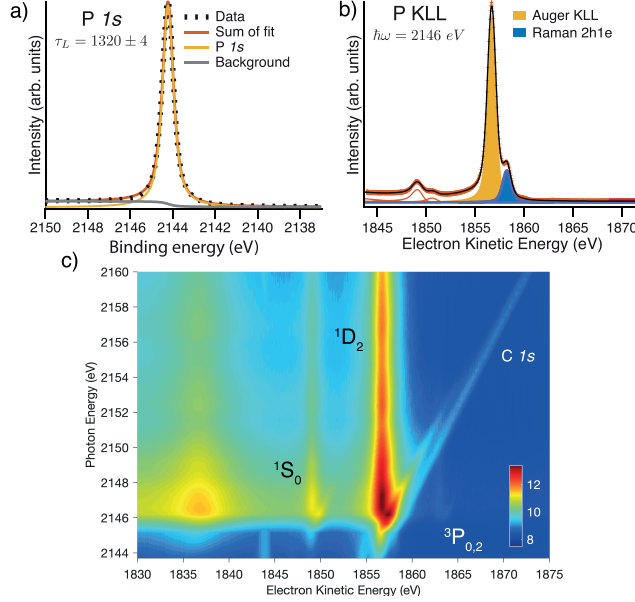 a)
P 1s
τL = 1320 ± 4
Data
Sum of fit
P 1s
Background
Intensity (arb. units)
2150 2148 2146 2144 2142 2140 2138
Binding energy (eV)
b)
P KLL
ħω = 2146 eV
Auger KLL
Raman 2h1e
Intensity (arb. units)
1845 1850 1855 1860 1865 1870
Electron Kinetic Energy (eV)
c)
2160
2158
2156
2154
2152
2150
2148
2146
2144
Photon Energy (eV)
1D2
C 1s
1S0
3P0,2
12
10
8
1830 1835 1840 1845 1850 1855 1860 1865 1870 1875
Electron Kinetic Energy (eV)